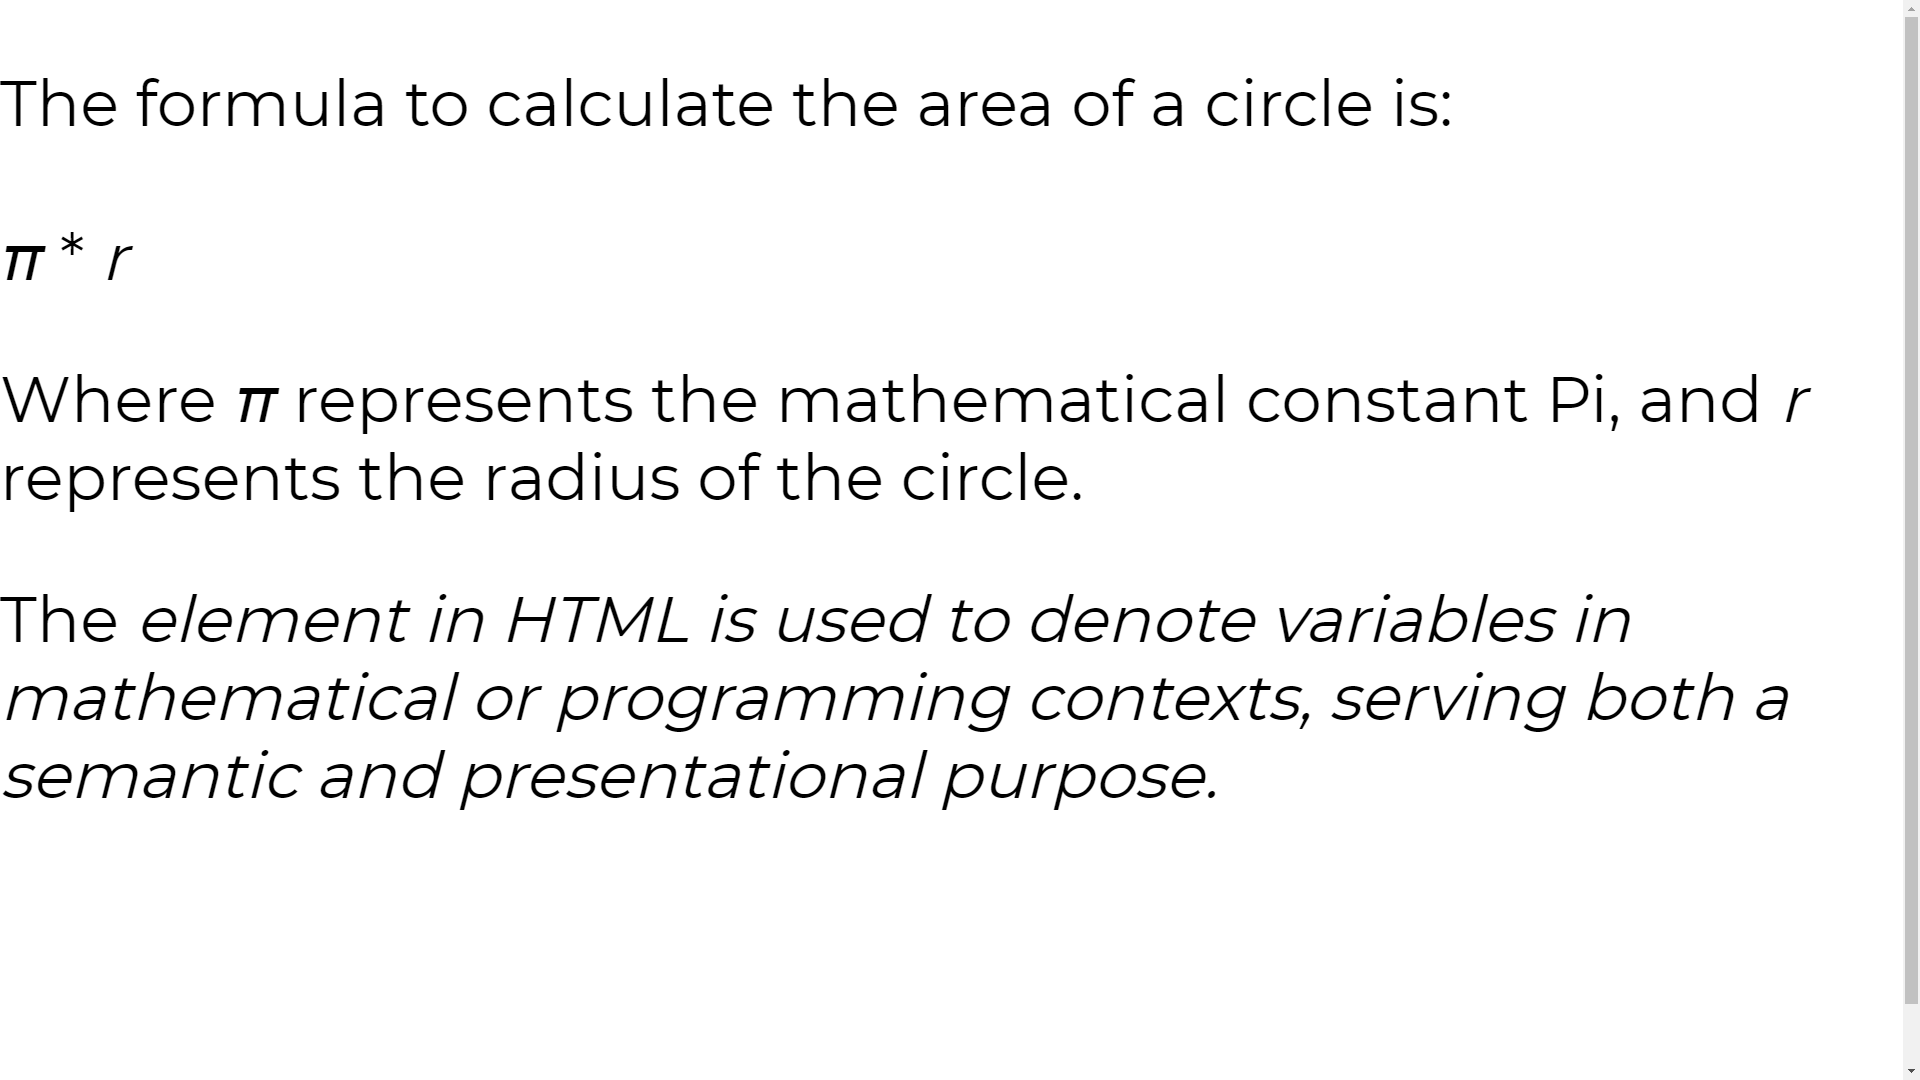 The formula to calculate the area of a circle is:
π * r
Where π represents the mathematical constant Pi, and r
represents the radius of the circle.
The element in HTML is used to denote variables in
mathematical or programming contexts, serving both a
semantic and presentational purpose.